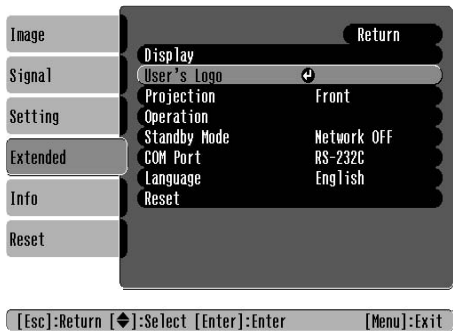 Image
Signal
Setting
Extended
Info
Reset
Return
Display
User's Logo
Projection Front
Operation
Standby Mode Network OFF
COM Port RS-232C
Language English
Reset
[Esc]:Return [◆]:Select [Enter]:Enter [Menu]:Exit